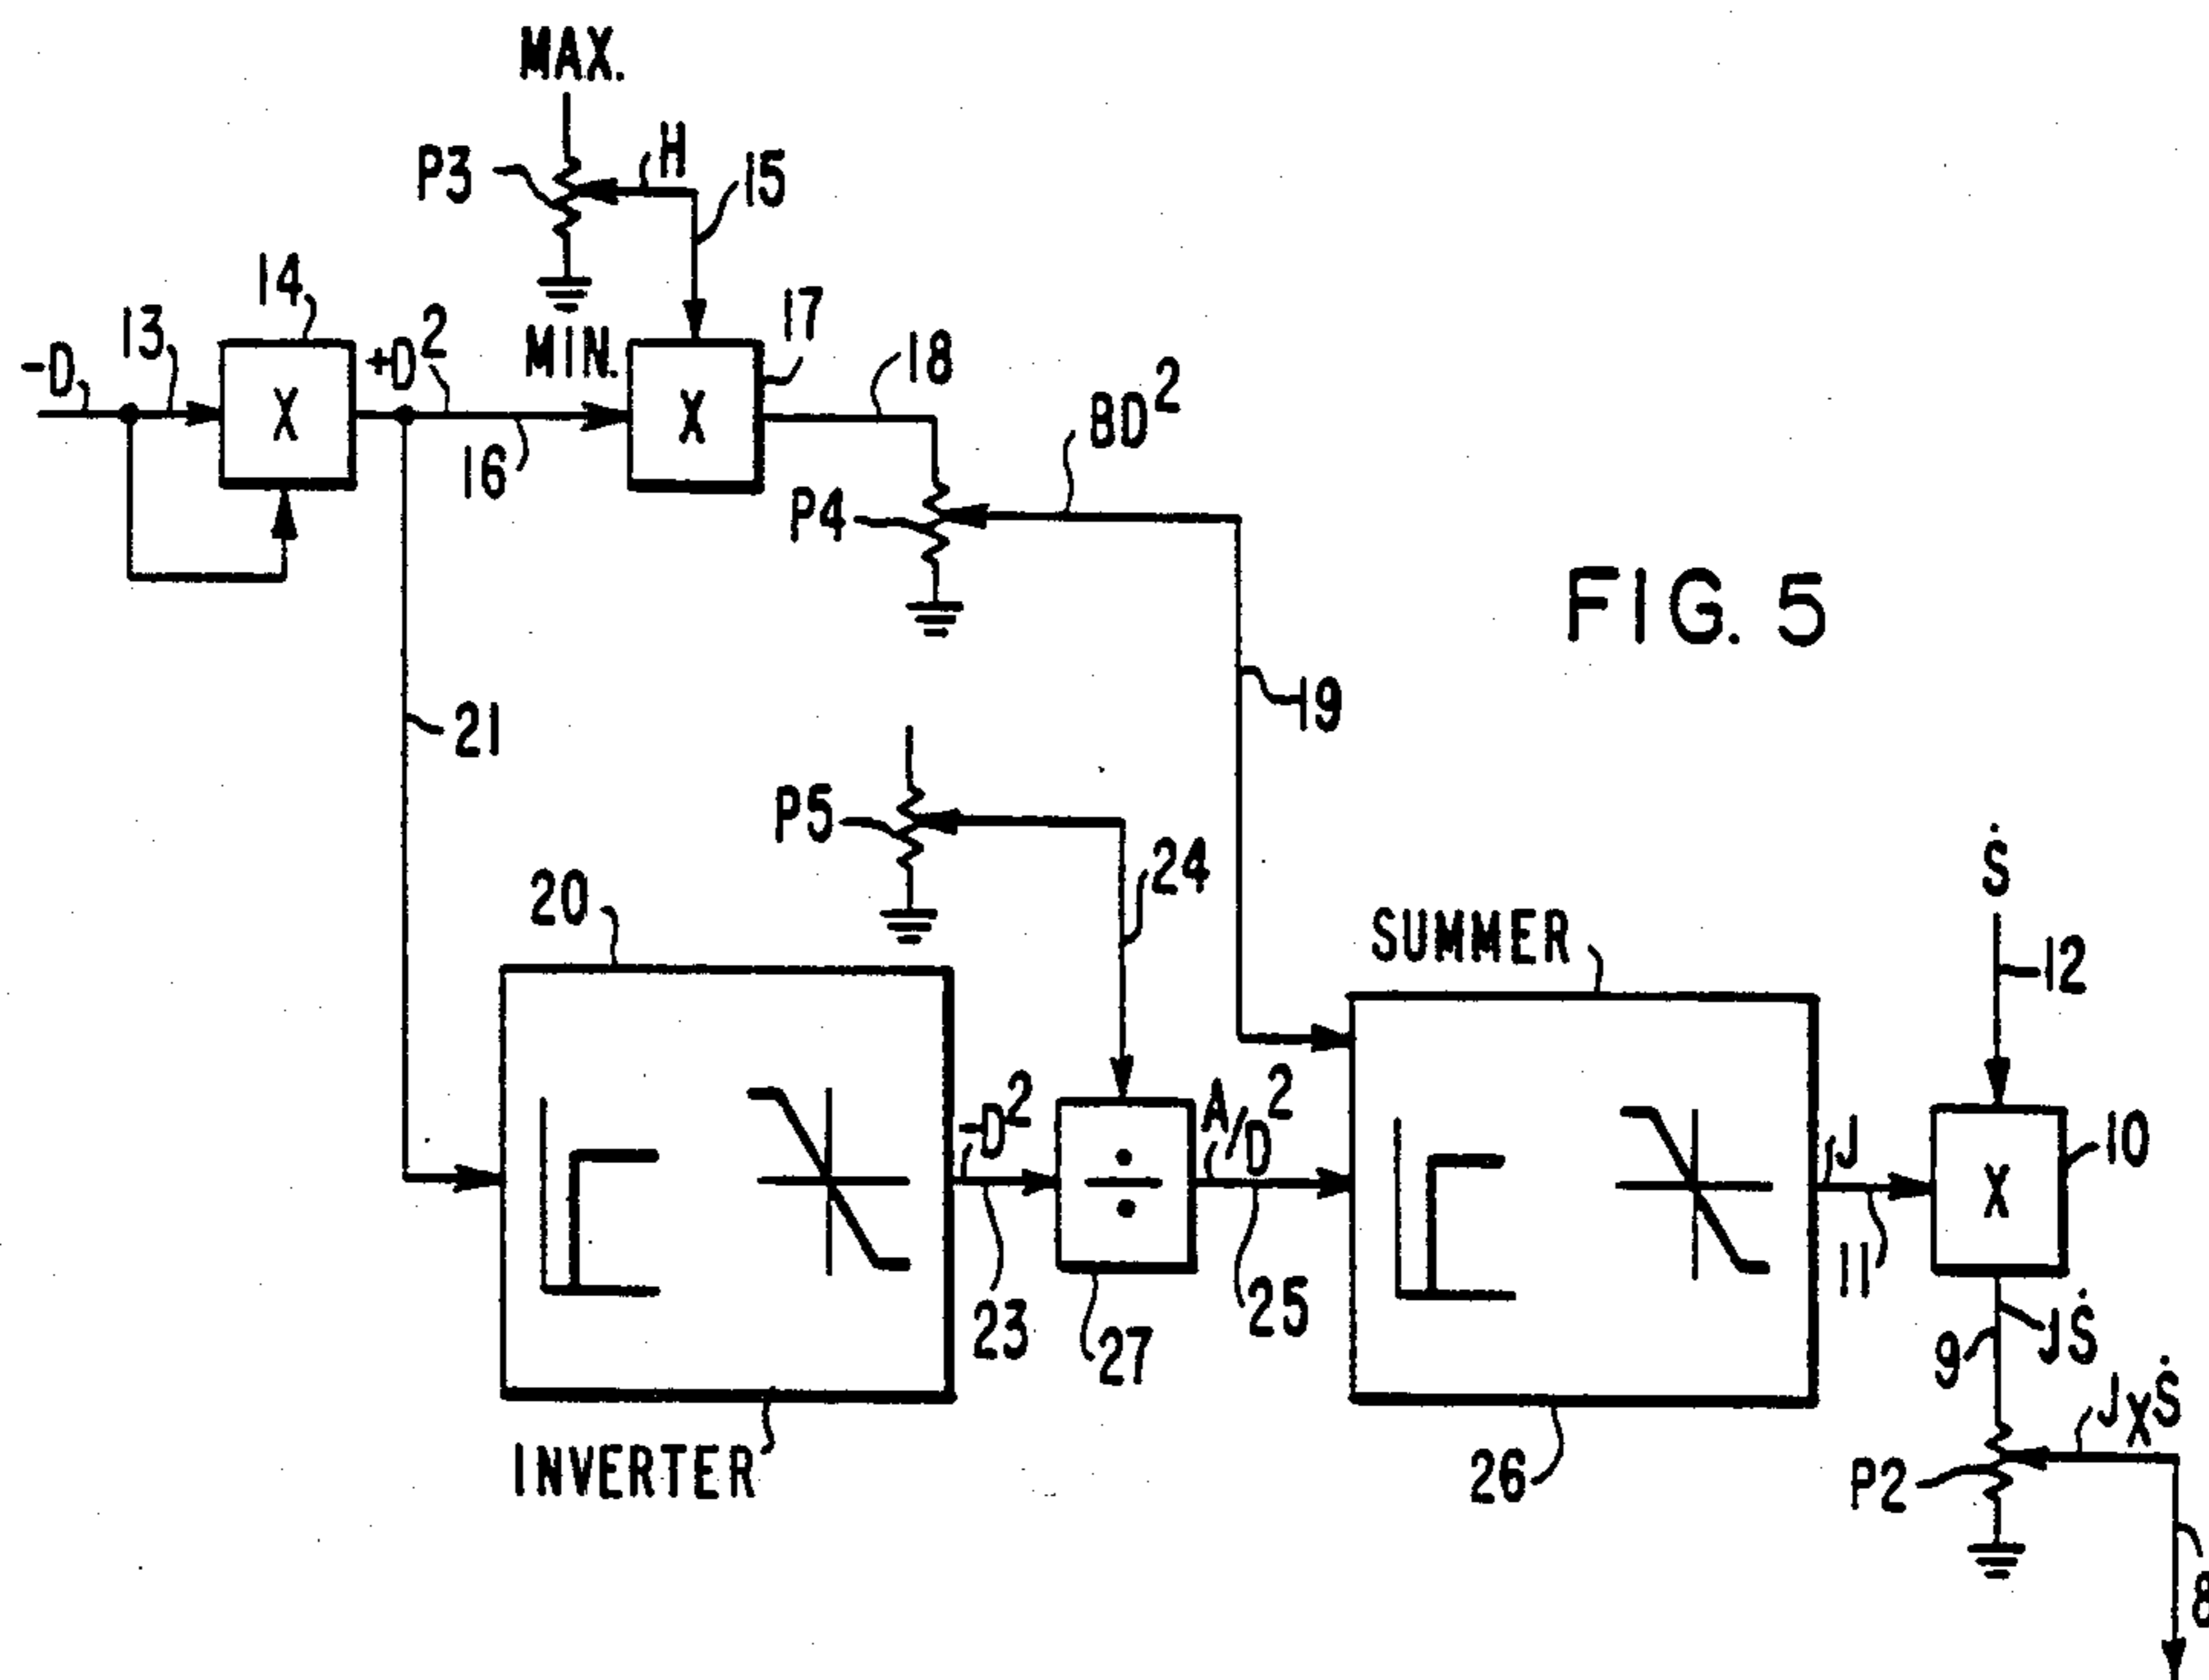 MAX.
P3
H
15
14
13
-D
+D²
MIN.
17
18
16
BD²
P4
FIG. 5
19
21
P5
24
20
SUMMER
Ṡ
12
-D²
A/D²
J
10
X
X
X
÷
11
23
27
25
9
JṠ
INVERTER
26
P2
JxṠ
8